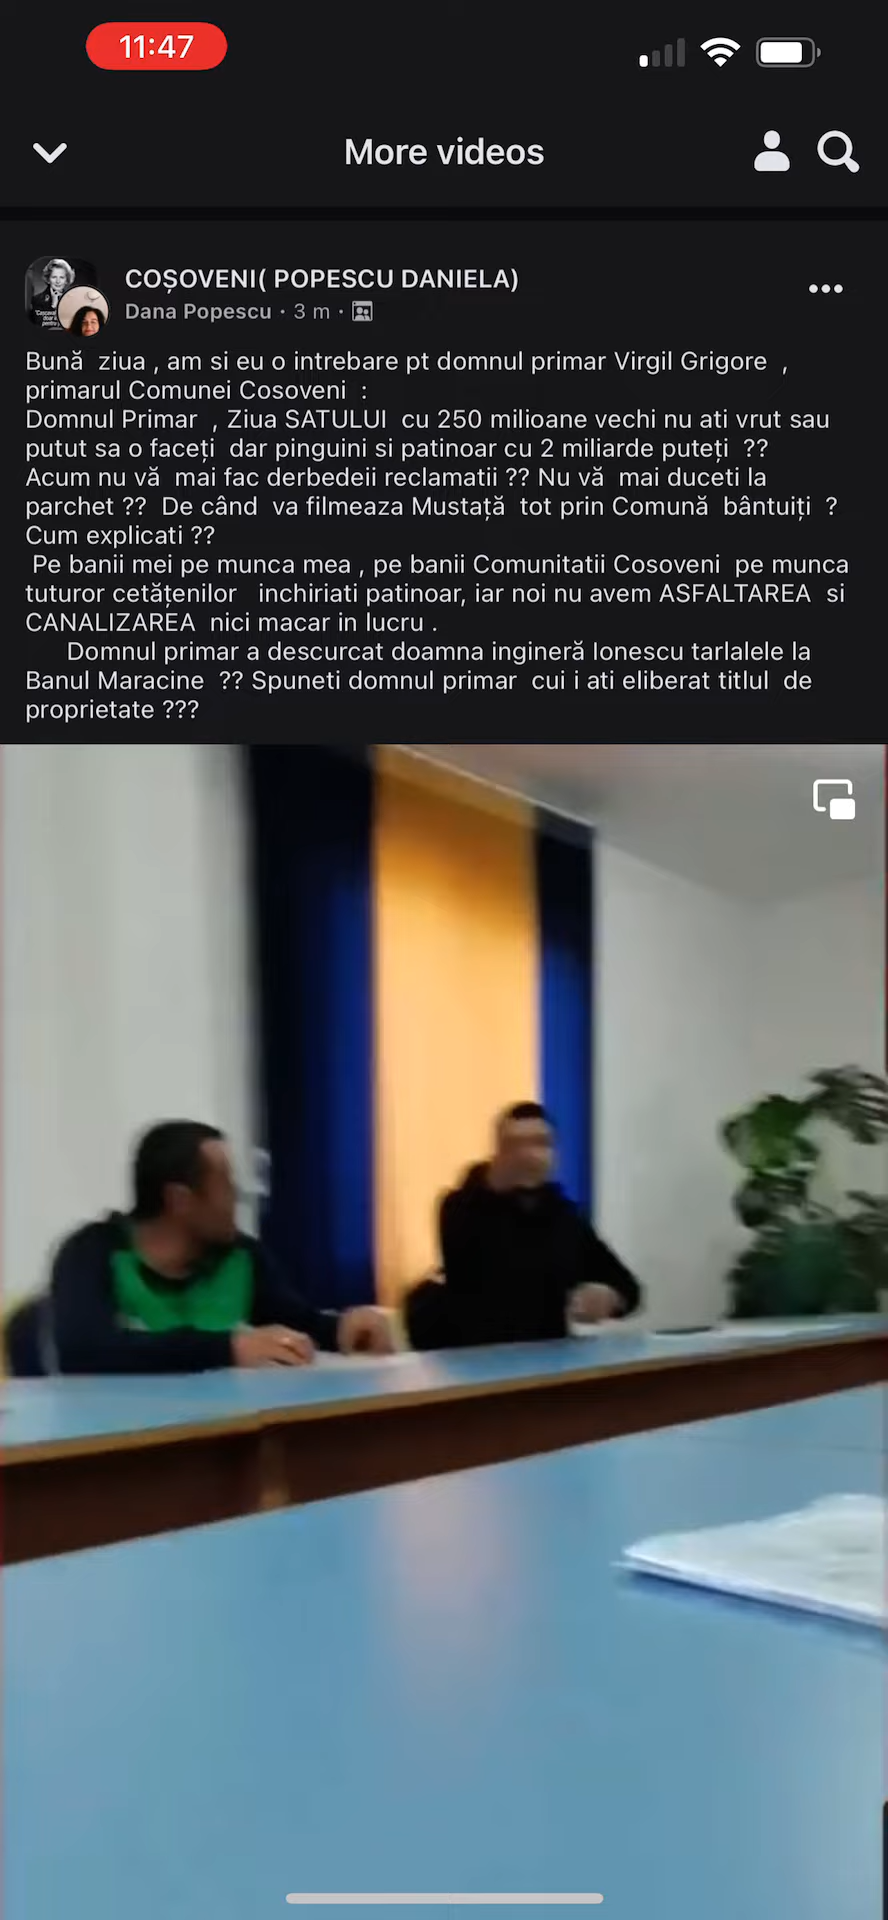 11:47
More videos
COȘOVENI( POPESCU DANIELA)
Dana Popescu · 3 m ·
Bună ziua , am si eu o intrebare pt domnul primar Virgil Grigore ,
primarul Comunei Cosoveni :
Domnul Primar , Ziua SATULUI cu 250 milioane vechi nu ati vrut sau
putut sa o faceți dar pinguini si patinoar cu 2 miliarde puteți ??
Acum nu vă mai fac derbedeii reclamatii ?? Nu vă mai duceti la
parchet ?? De când va filmeaza Mustață tot prin Comună bântuiți ?
Cum explicati ??
Pe banii mei pe munca mea , pe banii Comunitatii Cosoveni pe munca
tuturor cetățenilor inchiriati patinoar, iar noi nu avem ASFALTAREA si
CANALIZAREA nici macar in lucru .
Domnul primar a descurcat doamna ingineră Ionescu tarlalele la
Banul Maracine ?? Spuneti domnul primar cui i ati eliberat titlul de
proprietate ???